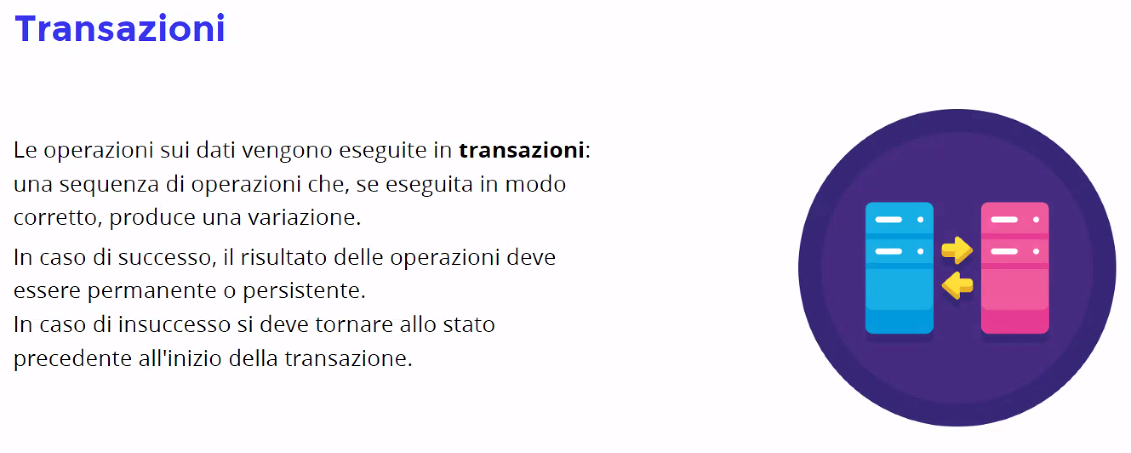 Transazioni
Le operazioni sui dati vengono eseguite in transazioni:
una sequenza di operazioni che, se eseguita in modo
corretto, produce una variazione.
In caso di successo, il risultato delle operazioni deve
essere permanente o persistente.
In caso di insuccesso si deve tornare allo stato
precedente all'inizio della transazione.